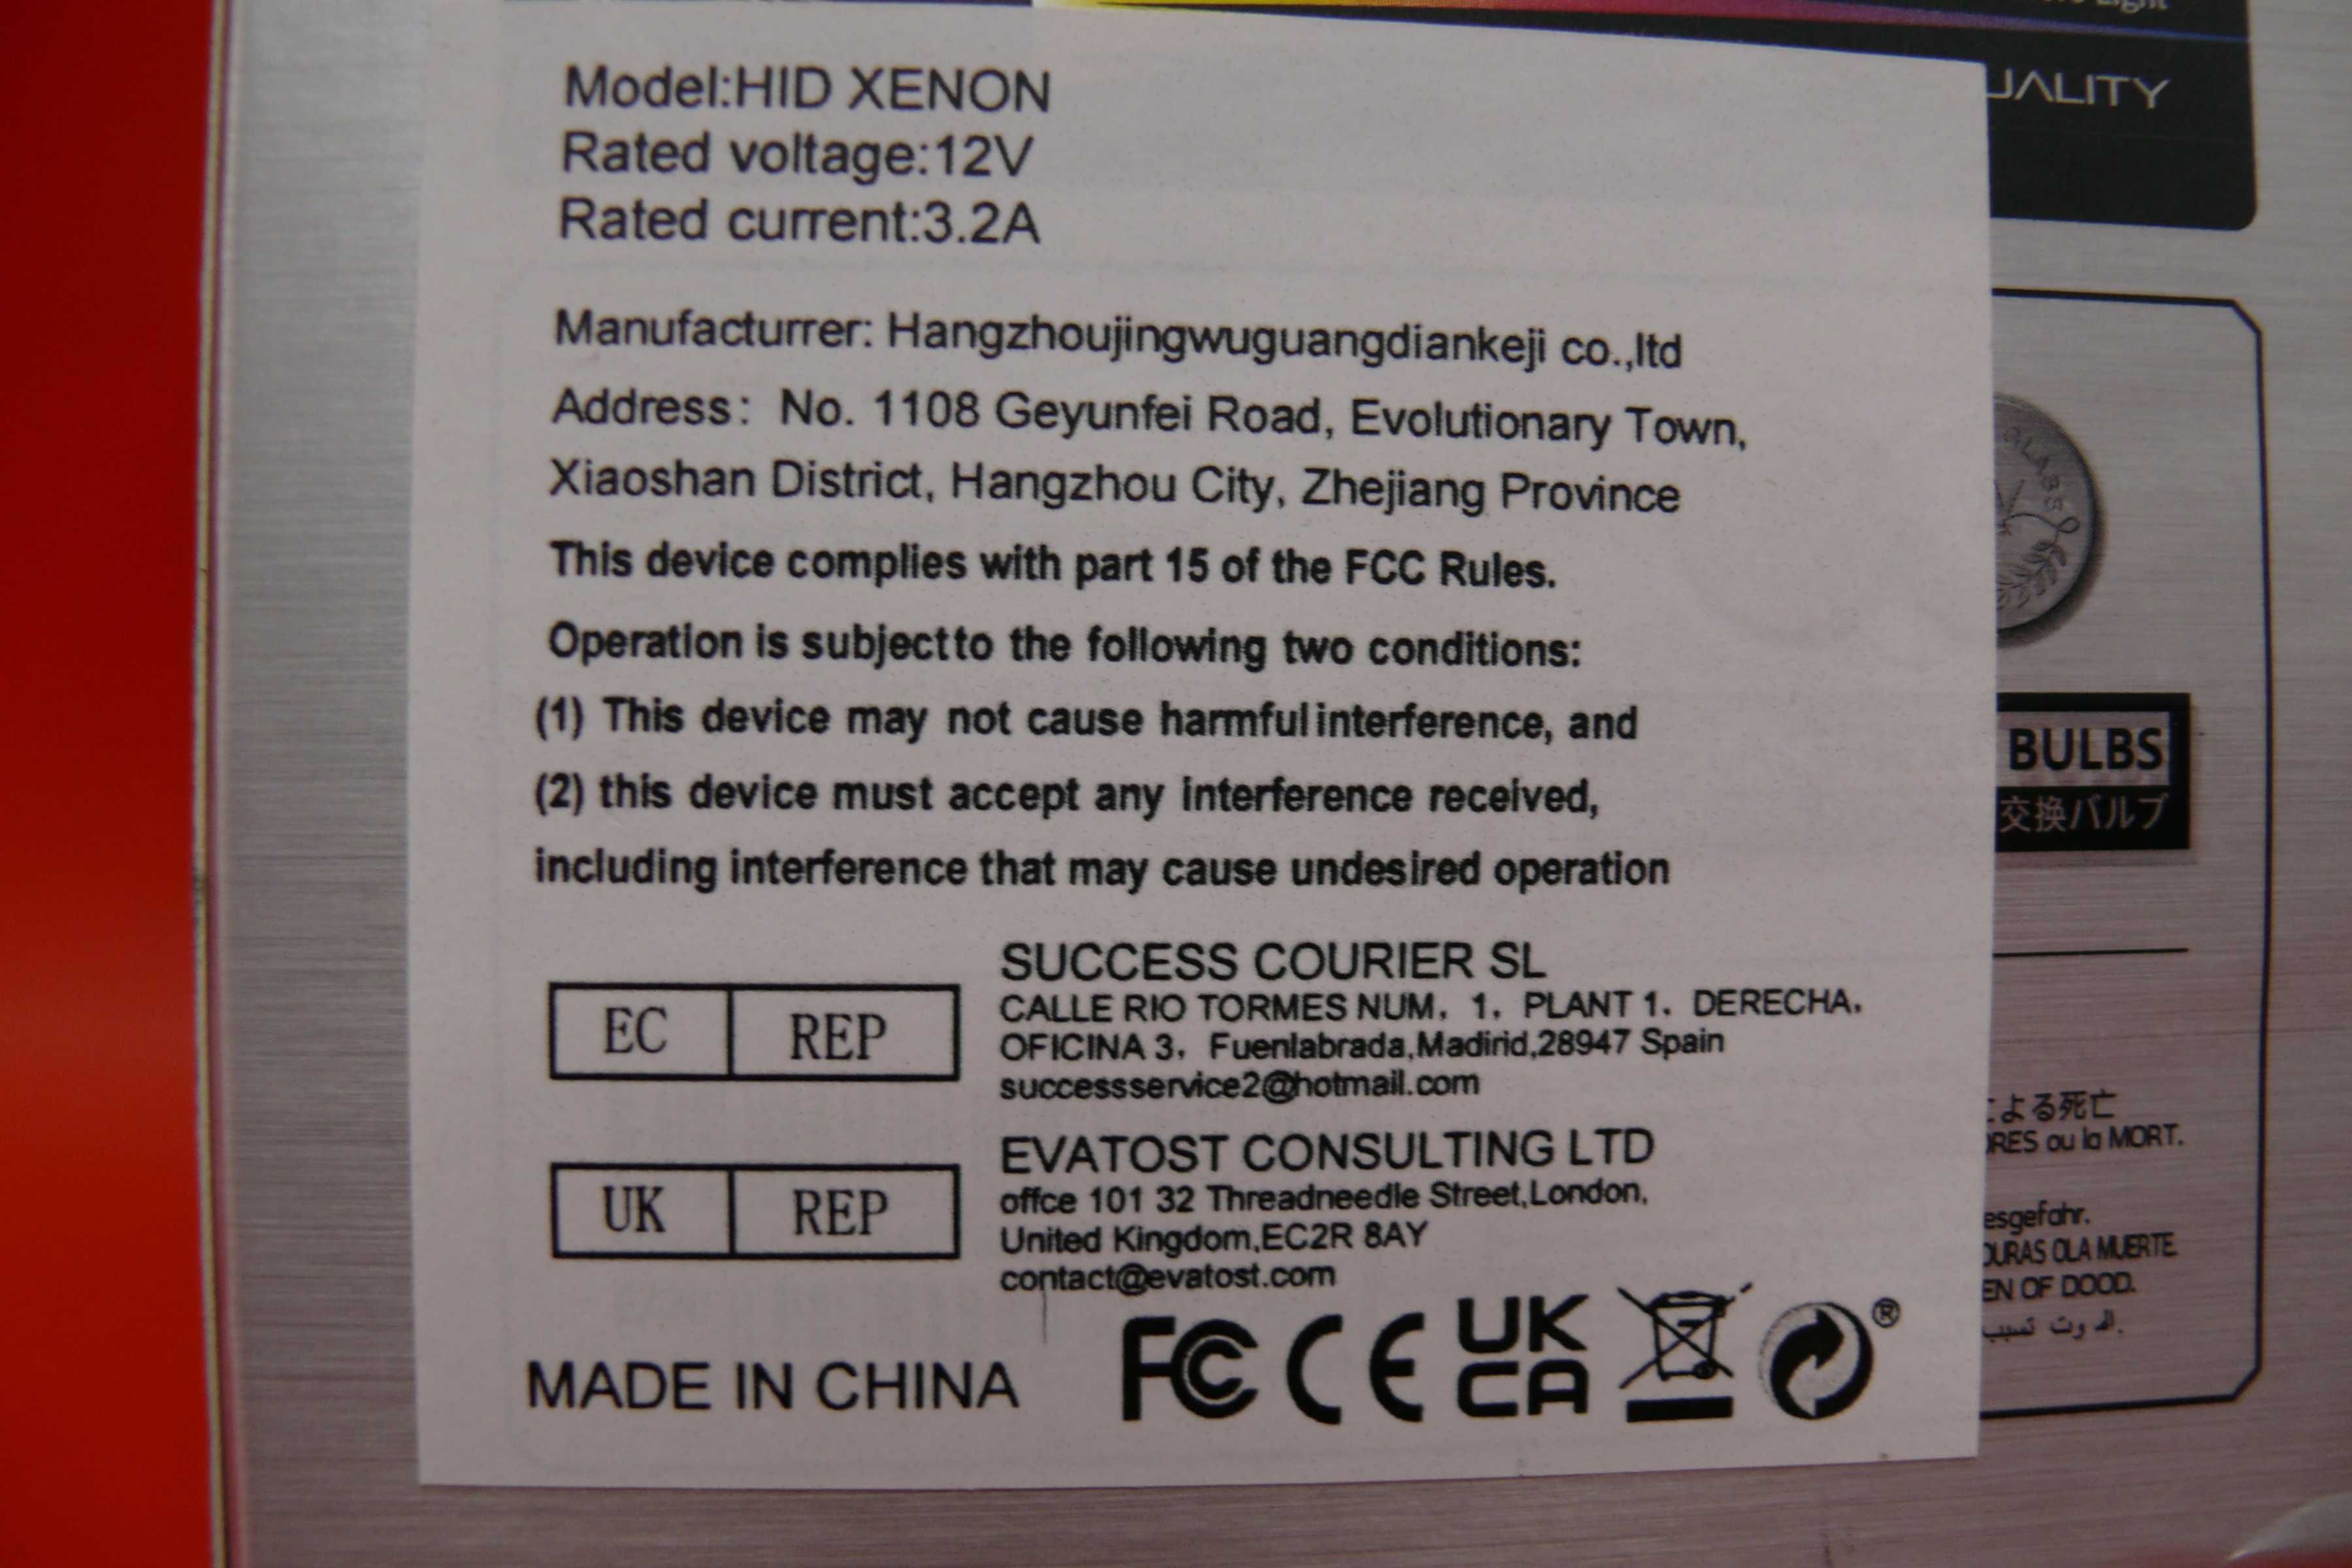 Light
UALITY
Model:HID XENON
Rated voltage:12V
Rated current:3.2A
Manufacturrer: Hangzhoujingwuguangdiankeji co.,ltd
Address: No. 1108 Geyunfei Road, Evolutionary Town,
Xiaoshan District, Hangzhou City, Zhejiang Province
This device complies with part 15 of the FCC Rules.
Operation is subjectto the following two conditions:
(1) This device may not cause harmful interference, and
(2) this device must accept any interference received,
including interference that may cause undesired operation
BULBS
交換バルブ
EC REP
SUCCESS COURIER SL
CALLE RIO TORMES NUM. 1. PLANT 1. DERECHA.
OFICINA 3. Fuenlabrada,Madirid,28947 Spain
successservice2@hotmail.com
UK REP
EVATOST CONSULTING LTD
offce 101 32 Threadneedle Street,London,
United Kingdom,EC2R 8AY
contact@evatost.com
MADE IN CHINA
FC CE UK CA ®
による死亡
RES ou la MORT.
esgefahr.
URAS OLA MUERTE
EN OF DOOD.